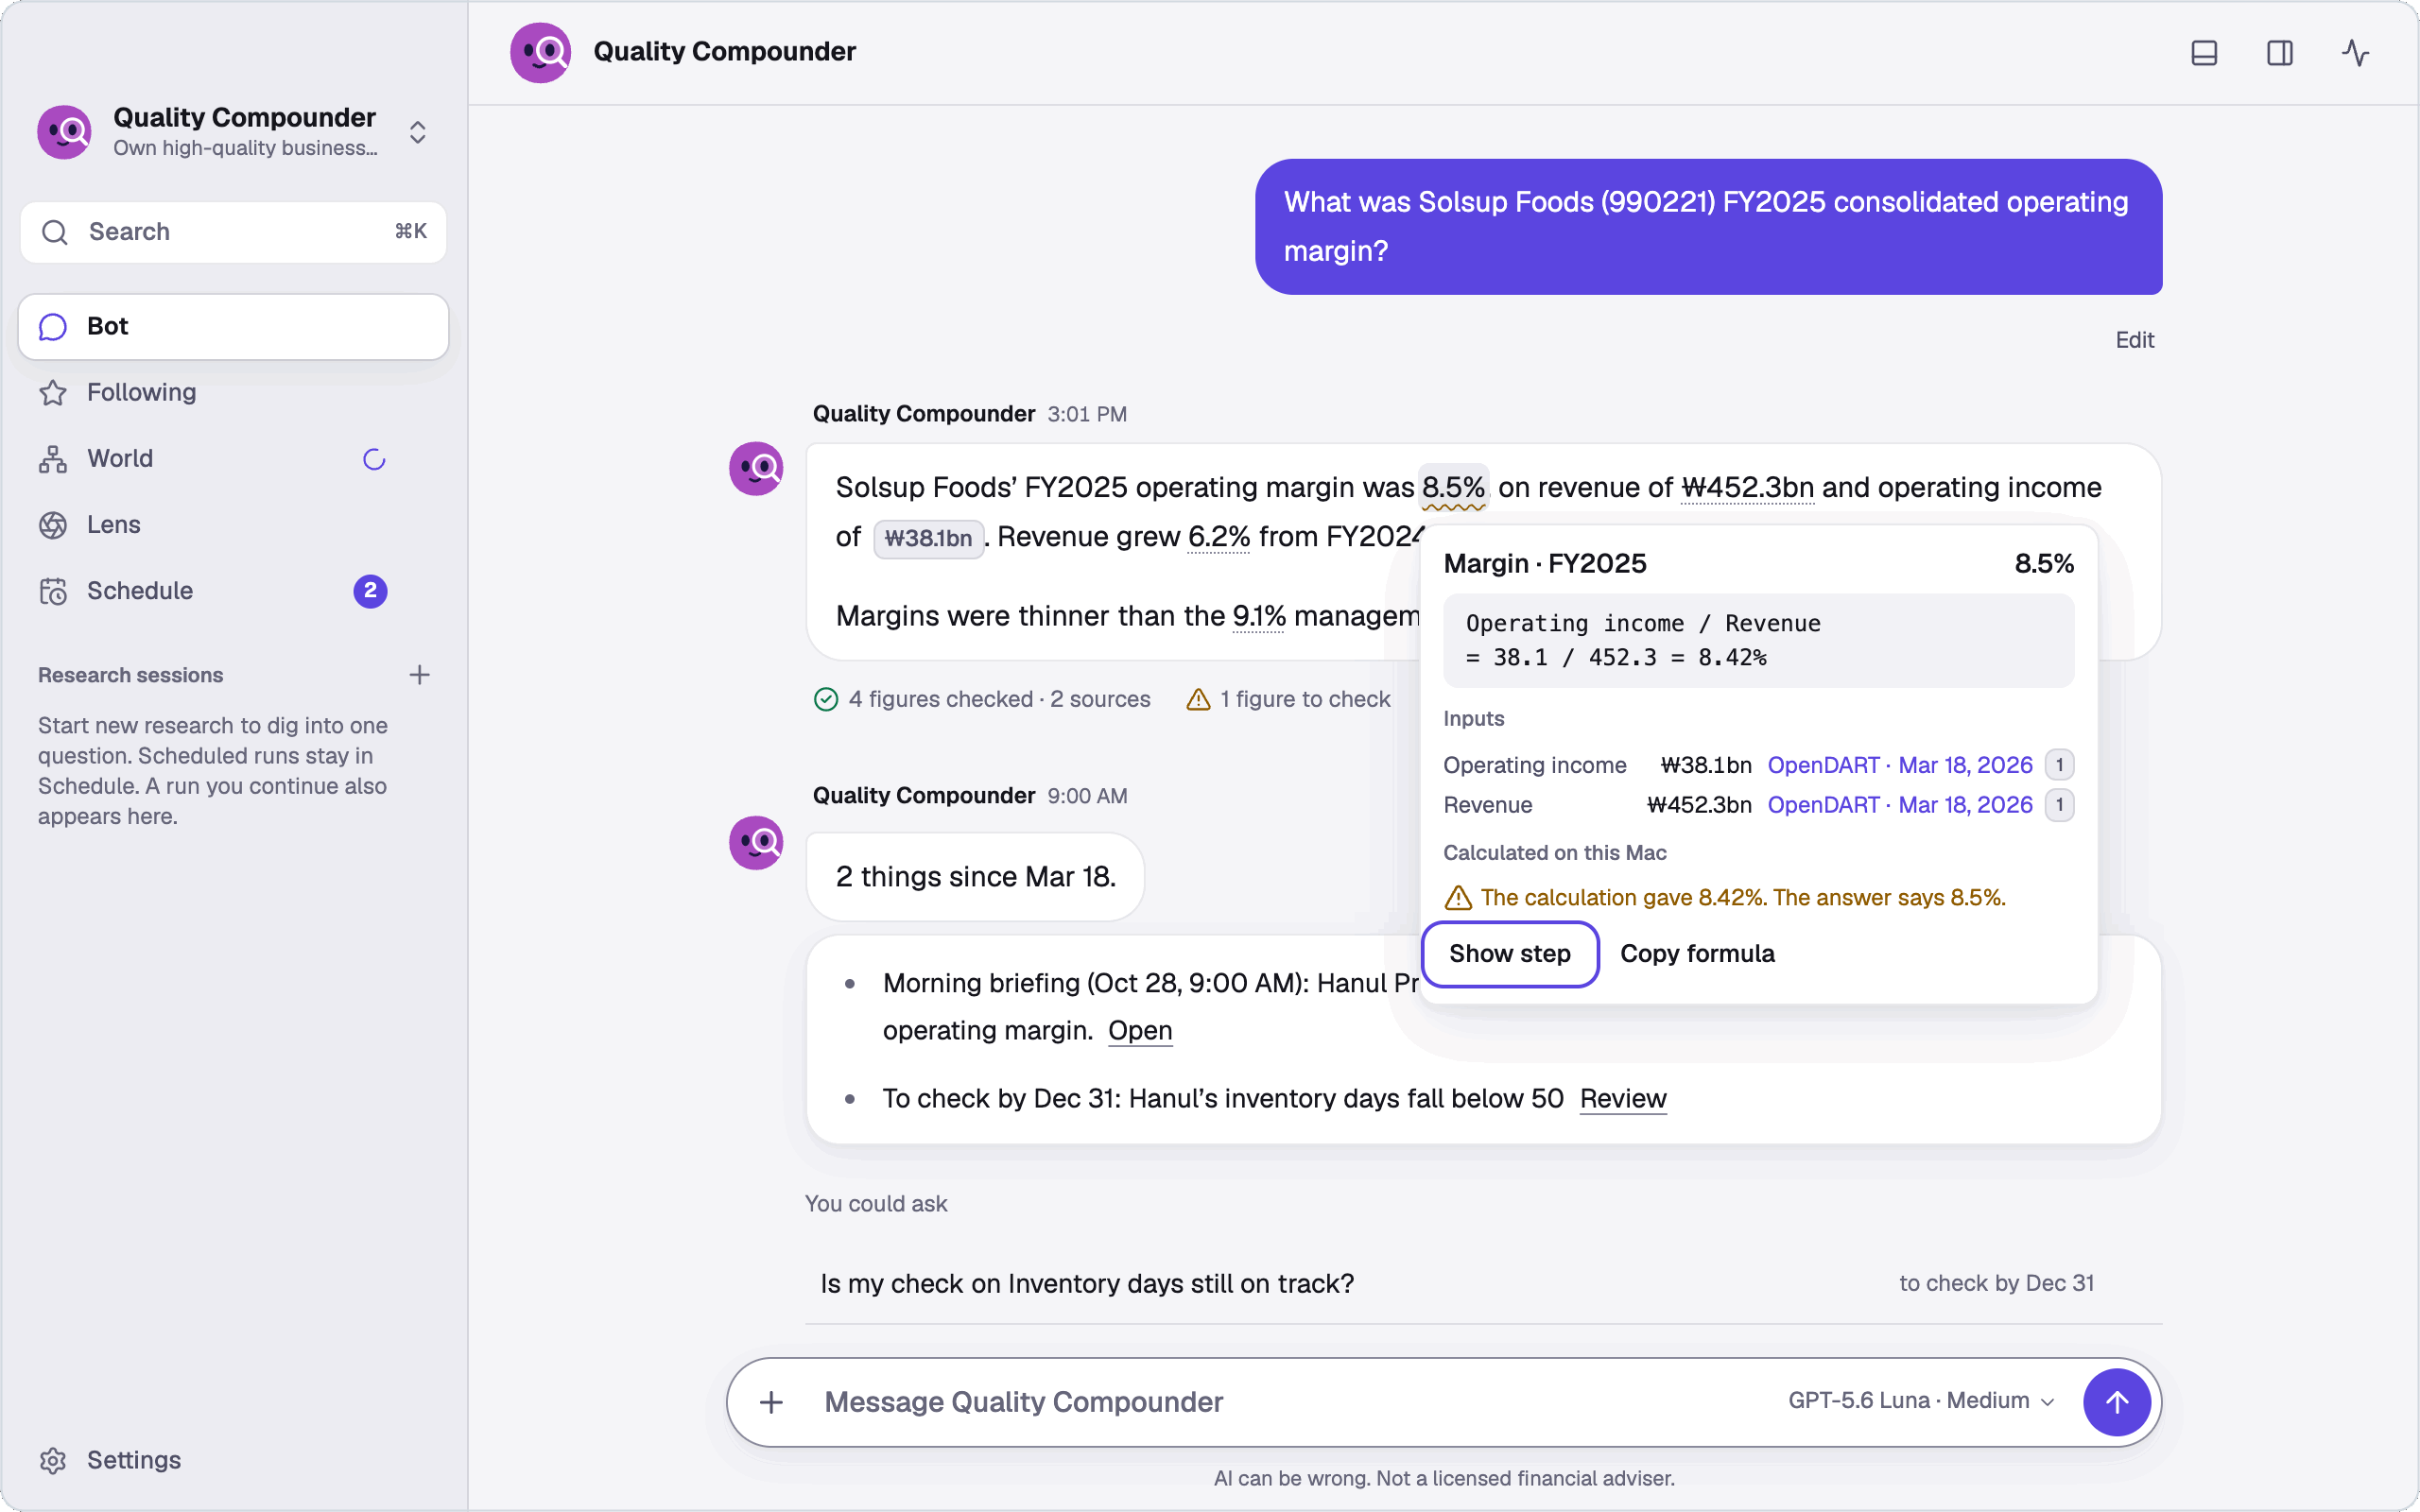 Quality Compounder
Own high-quality business...
Search
⌘K
Bot
Following
World
Lens
Schedule
2
Research sessions
Start new research to dig into one
question. Scheduled runs stay in
Schedule. A run you continue also
appears here.
Settings
Quality Compounder
What was Solsup Foods (990221) FY2025 consolidated operating
margin?
Edit
Quality Compounder 3:01 PM
Solsup Foods’ FY2025 operating margin was 8.5% on revenue of ₩452.3bn and operating income
of ₩38.1bn. Revenue grew 6.2% from FY2024
Margins were thinner than the 9.1% managem
4 figures checked · 2 sources
1 figure to check
Margin · FY2025
8.5%
Operating income / Revenue
= 38.1 / 452.3 = 8.42%
Inputs
Operating income ₩38.1bn OpenDART · Mar 18, 2026 1
Revenue ₩452.3bn OpenDART · Mar 18, 2026 1
Calculated on this Mac
The calculation gave 8.42%. The answer says 8.5%.
Show step
Copy formula
Quality Compounder 9:00 AM
2 things since Mar 18.
• Morning briefing (Oct 28, 9:00 AM): Hanul Pr
operating margin. Open
• To check by Dec 31: Hanul’s inventory days fall below 50 Review
You could ask
Is my check on Inventory days still on track?
to check by Dec 31
Message Quality Compounder
GPT-5.6 Luna · Medium
AI can be wrong. Not a licensed financial adviser.